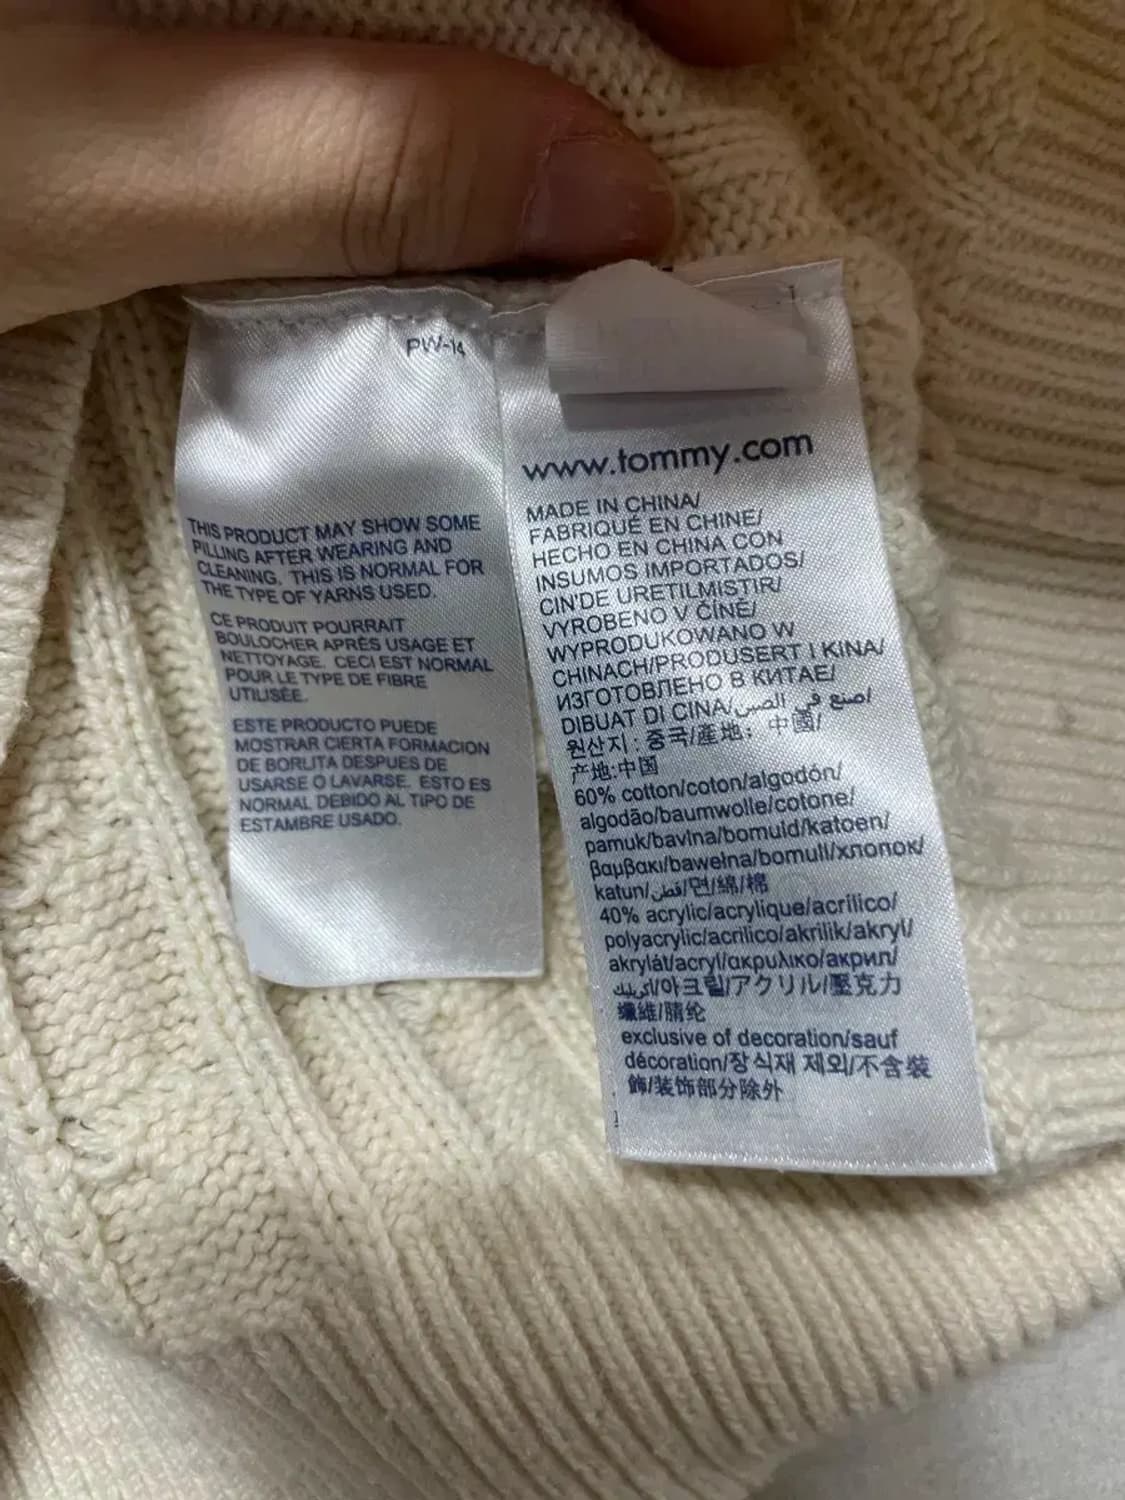 PW-14
THIS PRODUCT MAY SHOW SOME
PILLING AFTER WEARING AND
CLEANING. THIS IS NORMAL FOR
THE TYPE OF YARNS USED.
CE PRODUIT POURRAIT
BOULOCHER APRÈS USAGE ET
NETTOYAGE. CECI EST NORMAL
POUR LE TYPE DE FIBRE
UTILISÉE.
ESTE PRODUCTO PUEDE
MOSTRAR CIERTA FORMACION
DE BORLITA DESPUES DE
USARSE O LAVARSE. ESTO ES
NORMAL DEBIDO AL TIPO DE
ESTAMBRE USADO.
www.tommy.com
MADE IN CHINA/
FABRIQUÉ EN CHINE/
HECHO EN CHINA CON
INSUMOS IMPORTADOS/
CIN'DE URETILMISTIR/
VYROBENO V ČÍNĚ/
WYPRODUKOWANO W
CHINACH/PRODUSERT I KINA/
ИЗГОТОВЛЕНО В КИТАЕ/
DIBUAT DI CINA/اصنع في الصين/
원산지: 중국/產地: 中國/
产地:中国
60% cotton/coton/algodón/
algodão/baumwolle/cotone/
pamuk/bavlna/bomuld/katoen/
βαμβακι/bawełna/bomull/хлопок/
katun/قطن/면/綿/棉
40% acrylic/acrylique/acrílico/
polyacrylic/acrilico/akrilik/akryl/
akrylát/acryl/ακρυλικο/акрил/
اكريليك/아크릴/アクリル/壓克力
纖維/腈纶
exclusive of decoration/sauf
décoration/장식재 제외/不含裝
飾/装饰部分除外